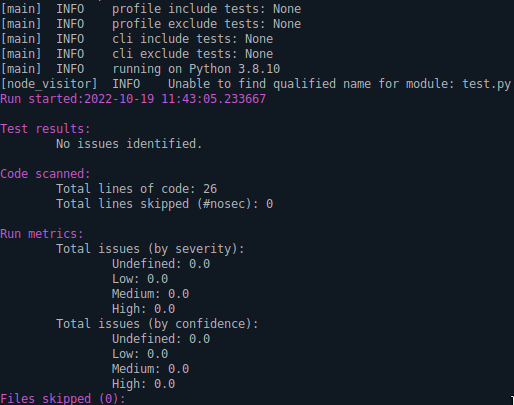 [main]  INFO    profile include tests: None
[main]  INFO    profile exclude tests: None
[main]  INFO    cli include tests: None
[main]  INFO    cli exclude tests: None
[main]  INFO    running on Python 3.8.10
[node_visitor]  INFO    Unable to find qualified name for module: test.py
Run started:2022-10-19 11:43:05.233667
Test results:
        No issues identified.
Code scanned:
        Total lines of code: 26
        Total lines skipped (#nosec): 0
Run metrics:
        Total issues (by severity):
                Undefined: 0.0
                Low: 0.0
                Medium: 0.0
                High: 0.0
        Total issues (by confidence):
                Undefined: 0.0
                Low: 0.0
                Medium: 0.0
                High: 0.0
Files skipped (0):